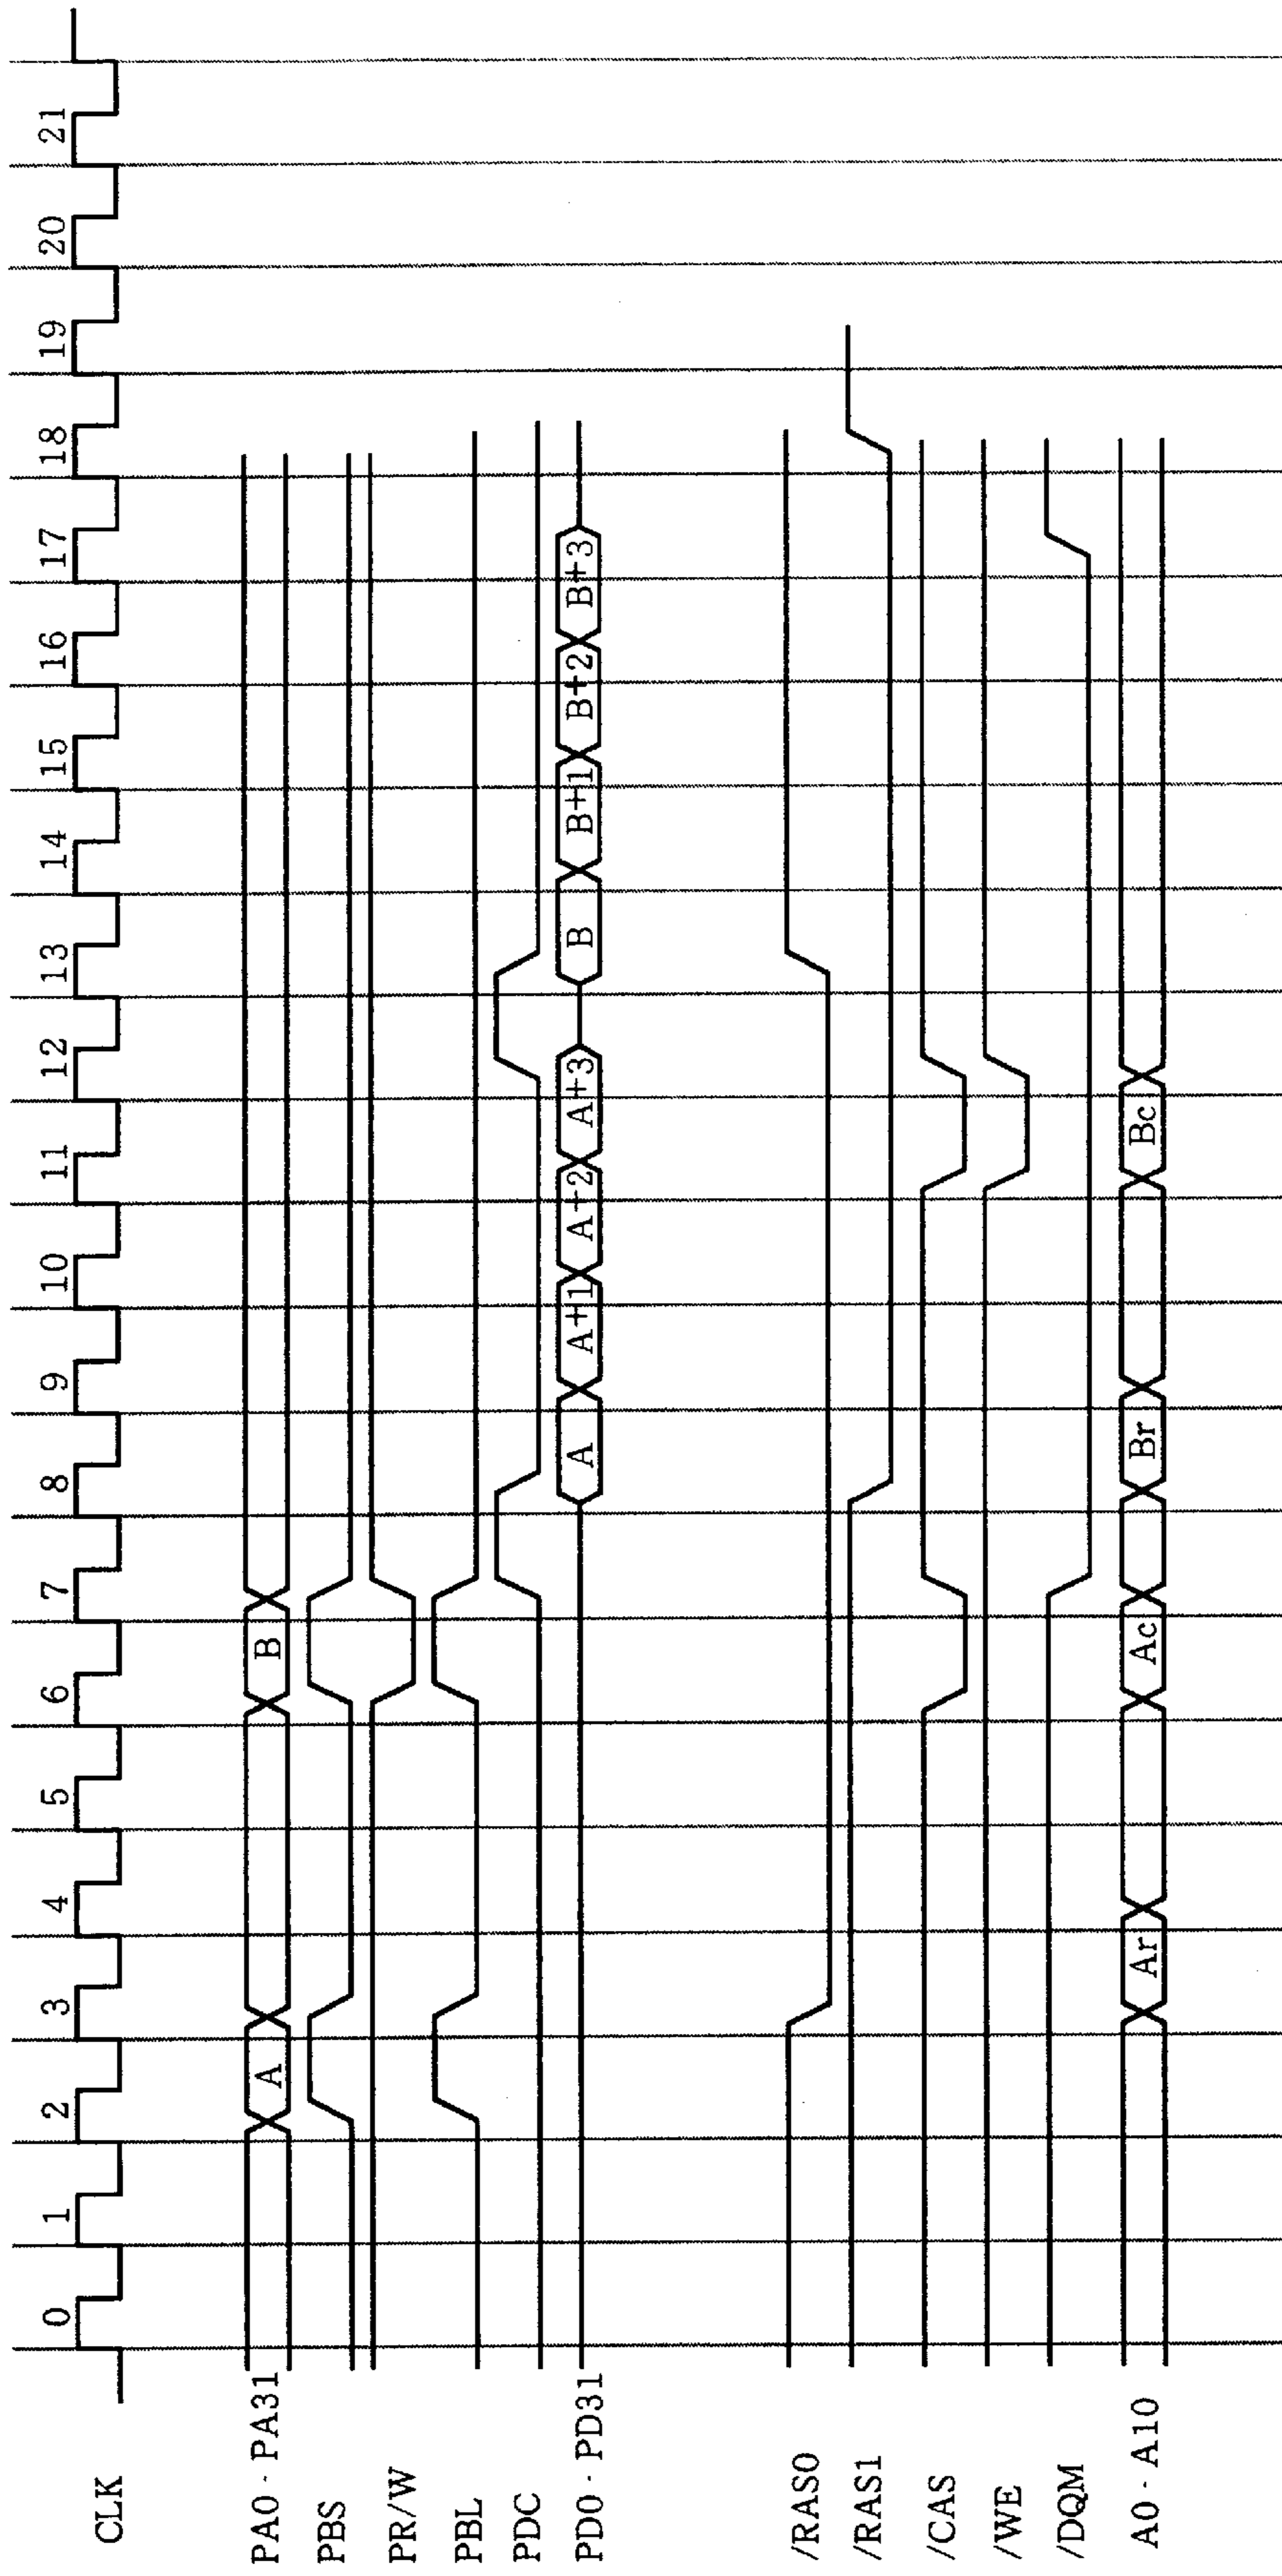 0 1 2 3 4 5 6 7 8 9 10 11 12 13 14 15 16 17 18 19 20 21
CLK
PA0 - PA31 A B
PBS
PR/W
PBL
PDC
PD0 - PD31 A A+1 A+2 A+3 B B+1 B+2 B+3
/RAS0
/RAS1
/CAS
/WE
/DQM
A0 - A10 Ar Ac Br Bc